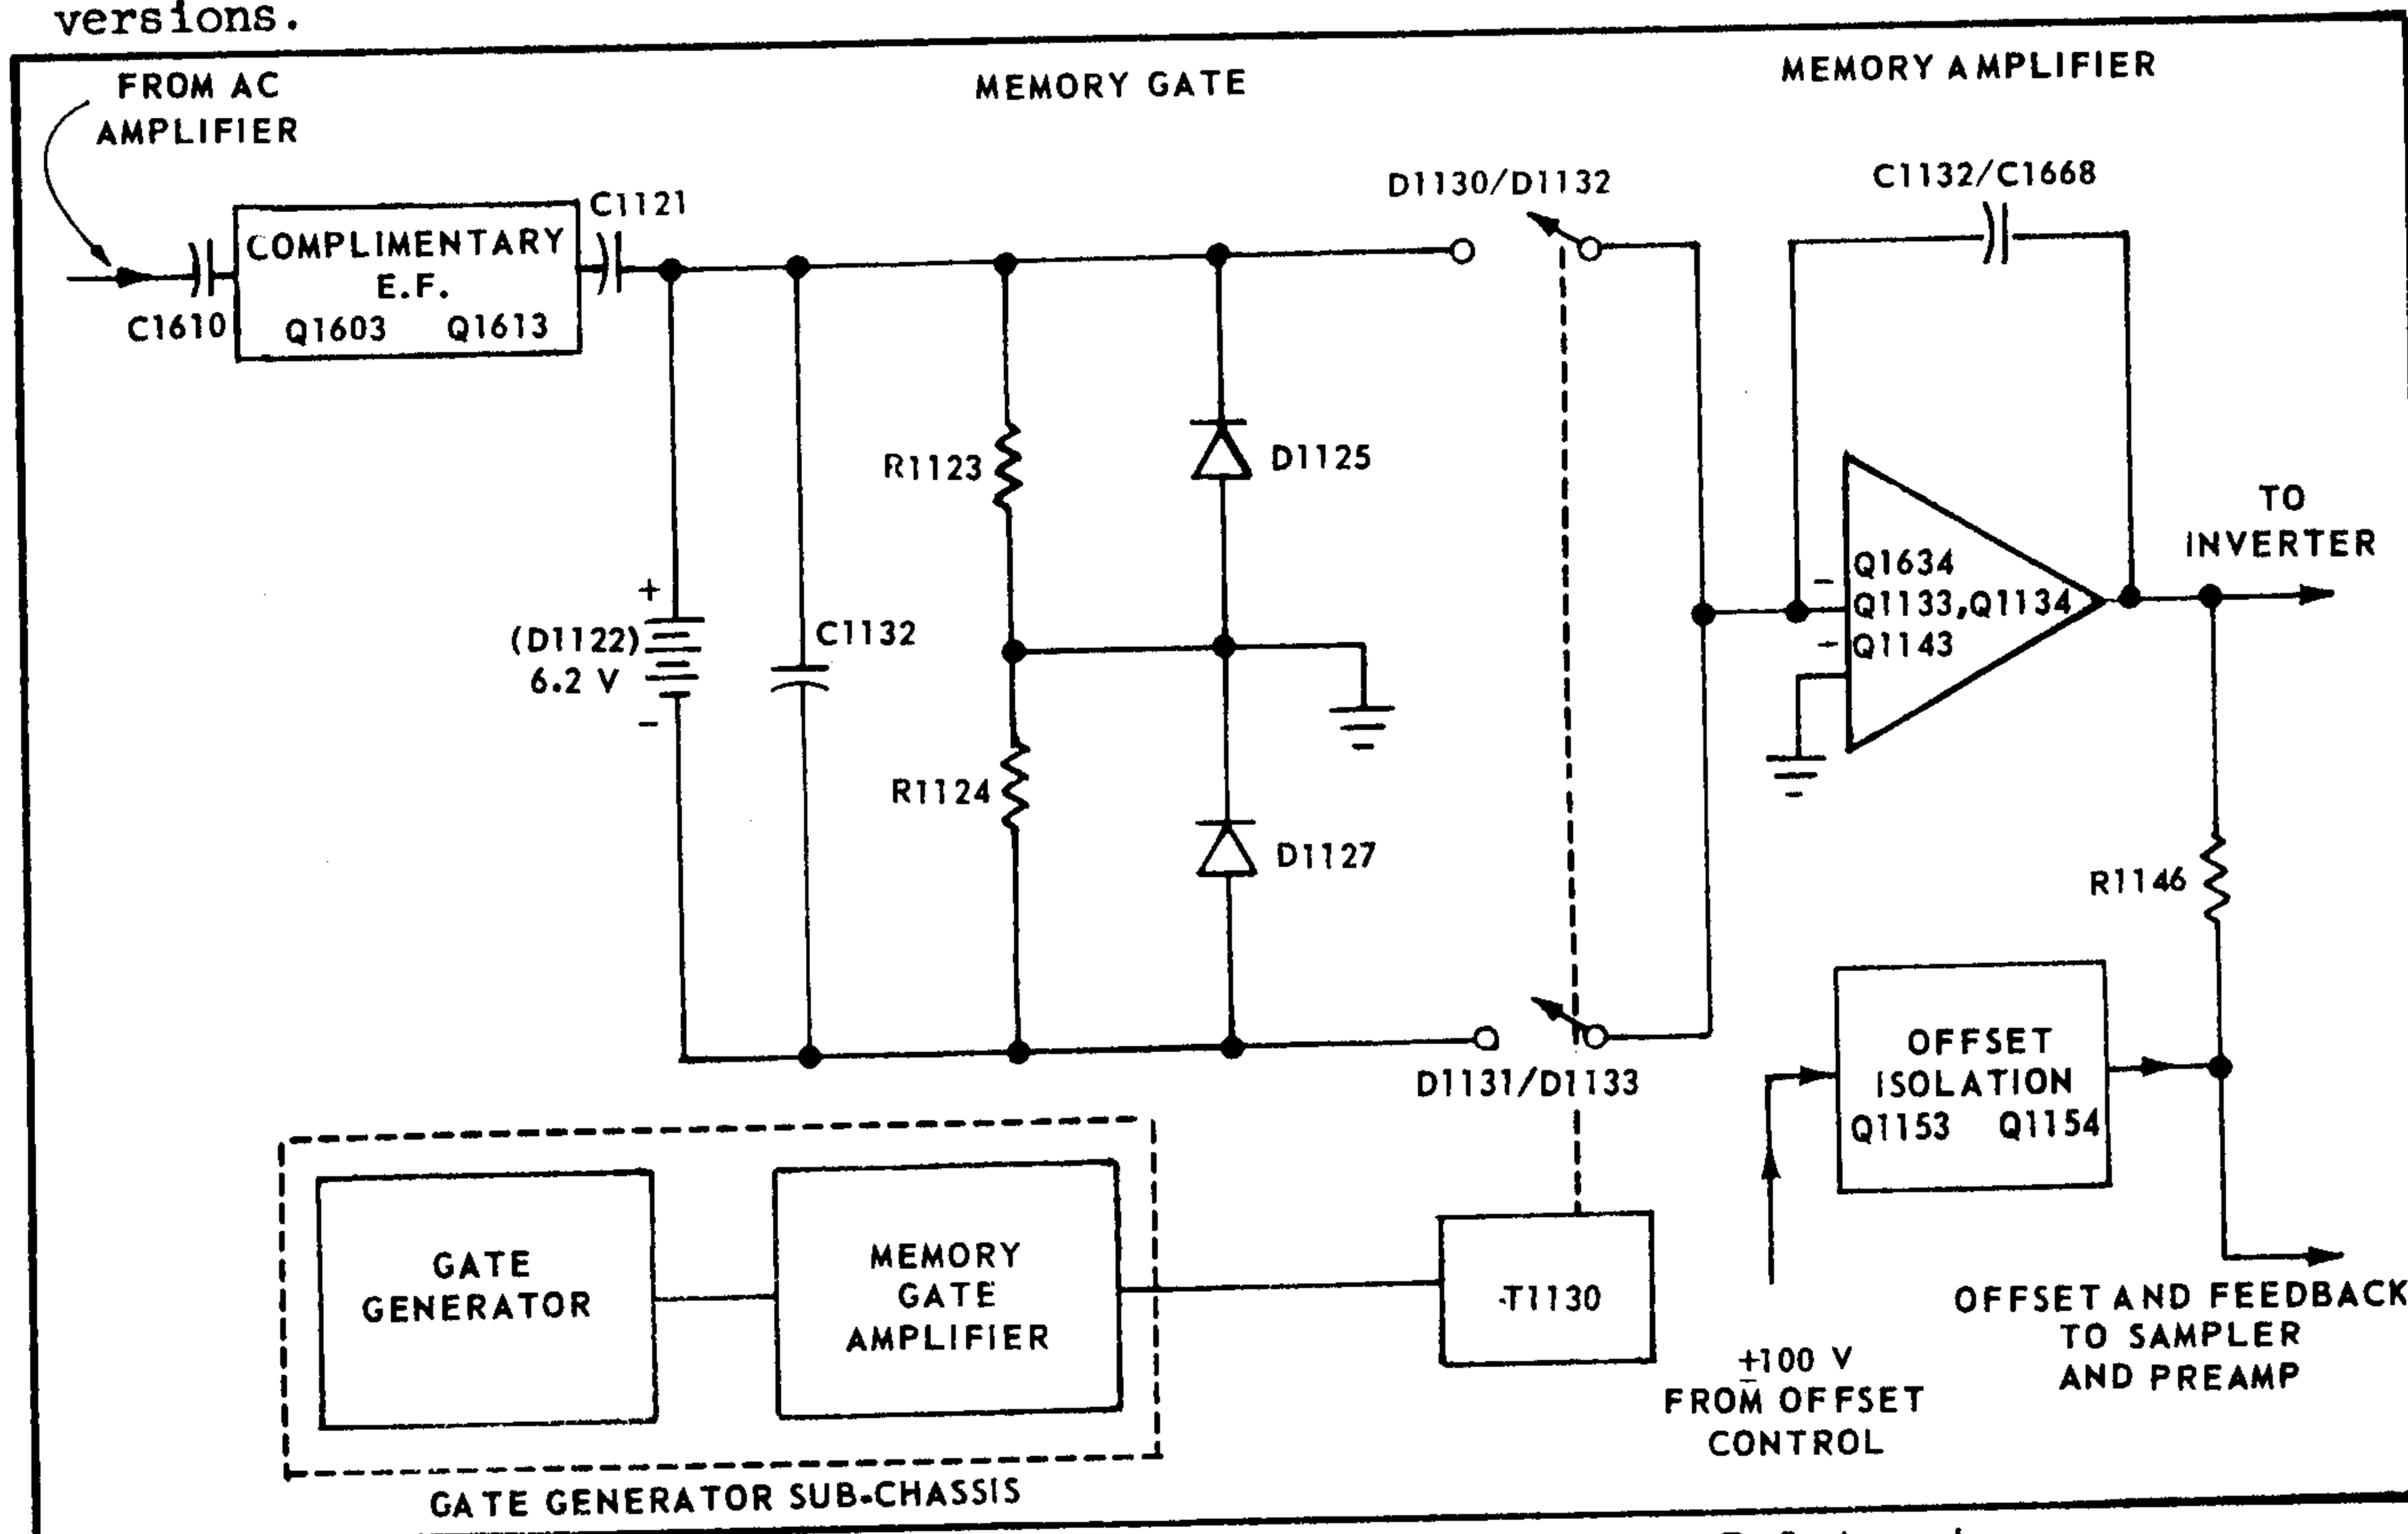 versions.
FROM AC
AMPLIFIER
MEMORY GATE
MEMORY AMPLIFIER
C1121
D1130/D1132
C1132/C1668
COMPLIMENTARY
E.F.
Q1603 Q1613
C1610
R1123
D1125
TO
INVERTER
+
(D1122)
6.2 V
-
C1132
-
Q1634
Q1133,Q1134
+
Q1143
R1124
D1127
R1146
D1131/D1133
OFFSET
ISOLATION
Q1153 Q1154
GATE
GENERATOR
MEMORY
GATE
AMPLIFIER
T1130
±100 V
FROM OFFSET
CONTROL
OFFSET AND FEEDBACK
TO SAMPLER
AND PREAMP
GATE GENERATOR SUB-CHASSIS